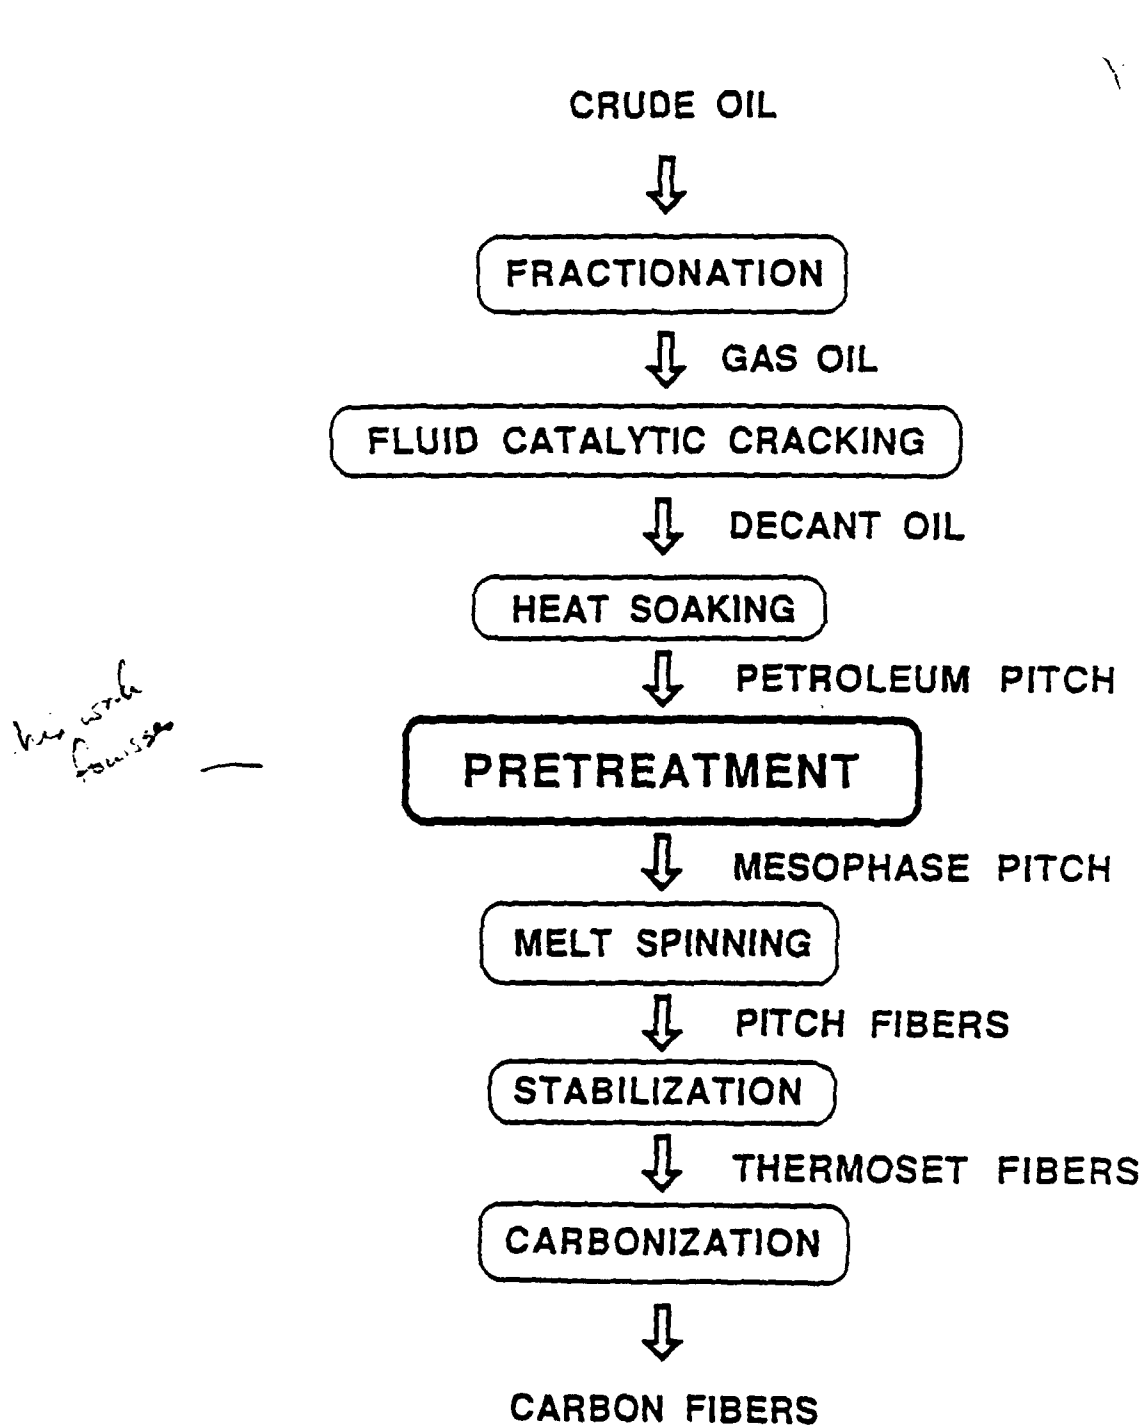 CRUDE OIL
FRACTIONATION
GAS OIL
FLUID CATALYTIC CRACKING
DECANT OIL
HEAT SOAKING
PETROLEUM PITCH
work
PRETREATMENT
MESOPHASE PITCH
MELT SPINNING
PITCH FIBERS
STABILIZATION
THERMOSET FIBERS
CARBONIZATION
CARBON FIBERS